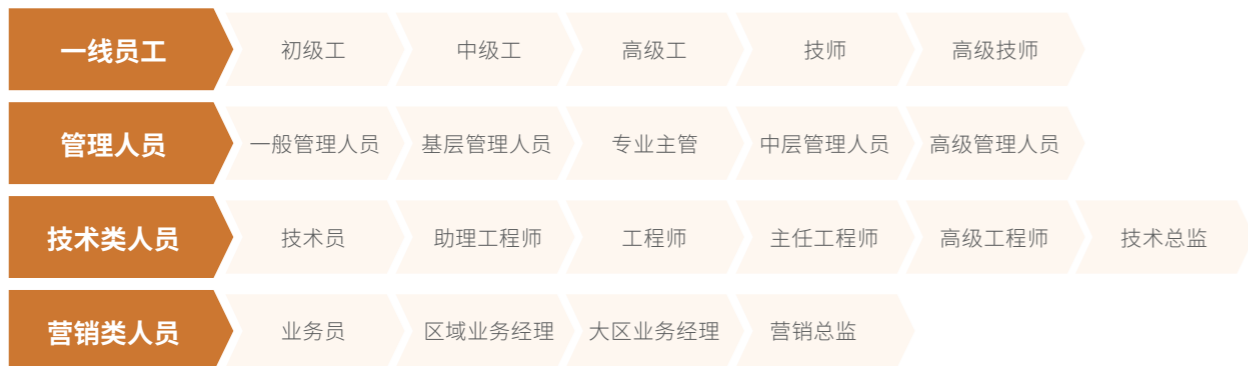 一线员工 初级工 中级工 高级工 技师 高级技师
管理人员 一般管理人员 基层管理人员 专业主管 中层管理人员 高级管理人员
技术类人员 技术员 助理工程师 工程师 主任工程师 高级工程师 技术总监
营销类人员 业务员 区域业务经理 大区业务经理 营销总监